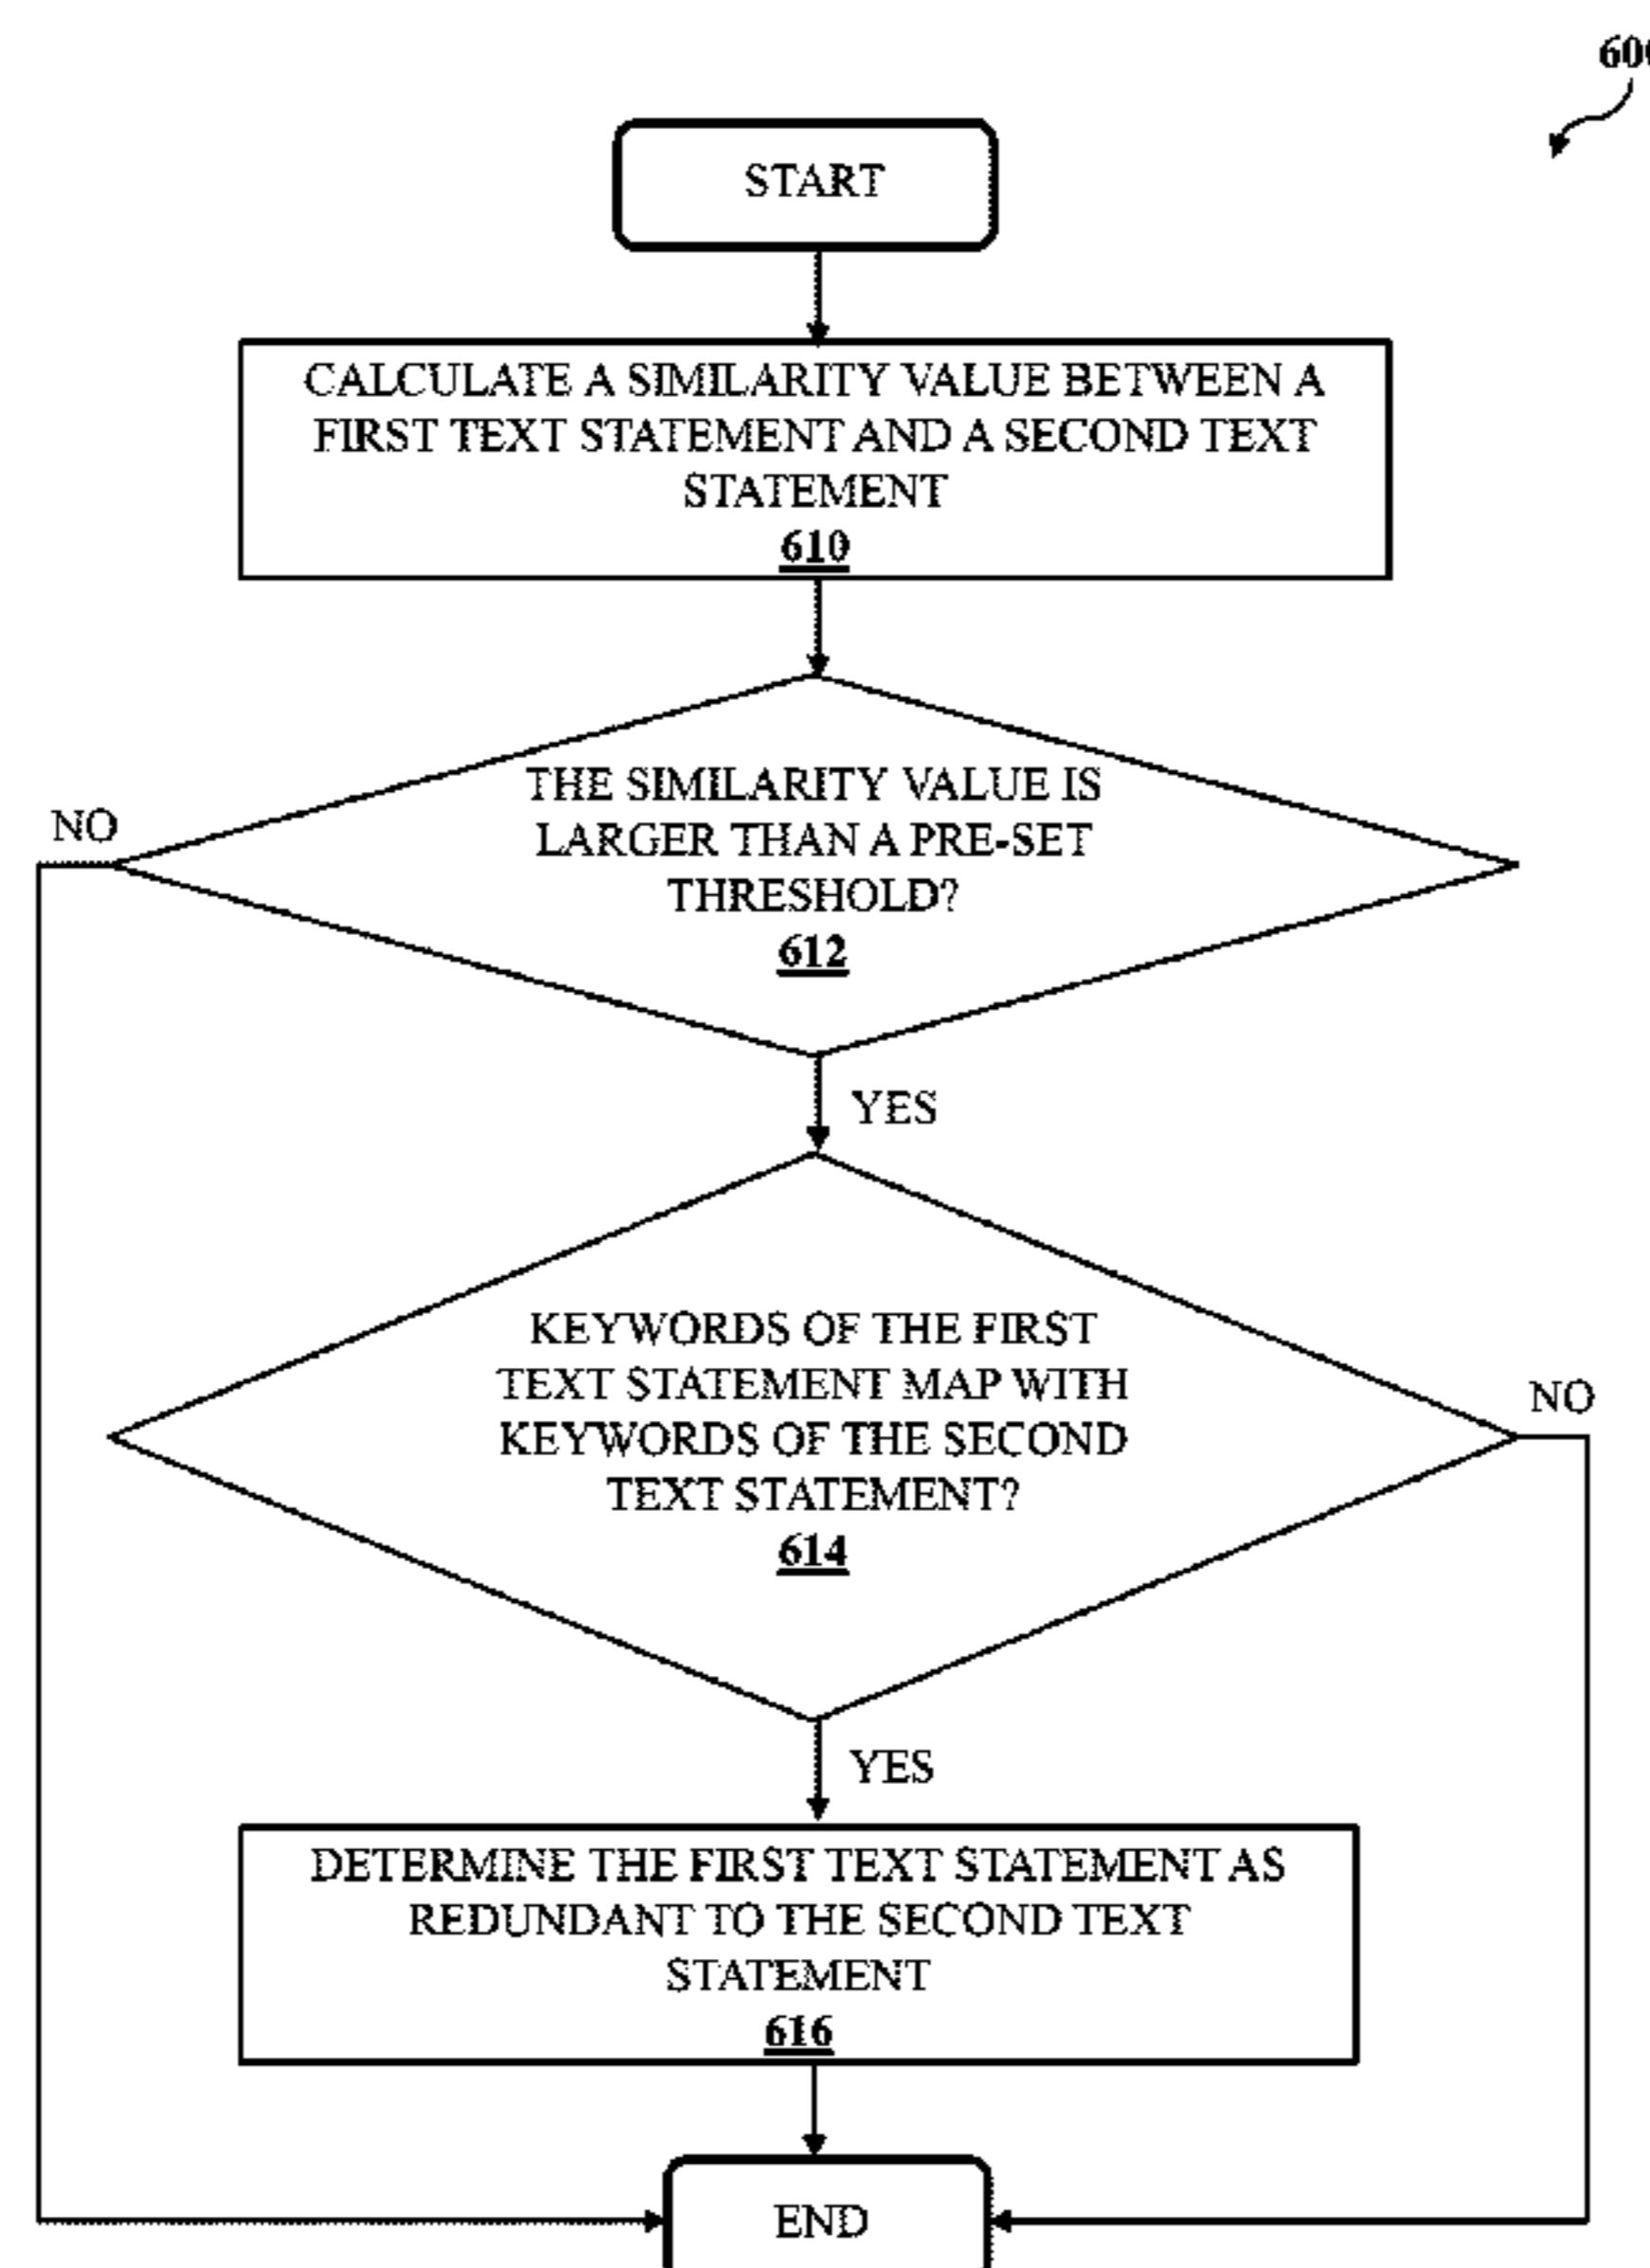 600
START
CALCULATE A SIMILARITY VALUE BETWEEN A
FIRST TEXT STATEMENT AND A SECOND TEXT
STATEMENT
610
THE SIMILARITY VALUE IS
LARGER THAN A PRE-SET
THRESHOLD?
612
NO
YES
KEYWORDS OF THE FIRST
TEXT STATEMENT MAP WITH
KEYWORDS OF THE SECOND
TEXT STATEMENT?
614
NO
YES
DETERMINE THE FIRST TEXT STATEMENT AS
REDUNDANT TO THE SECOND TEXT
STATEMENT
616
END